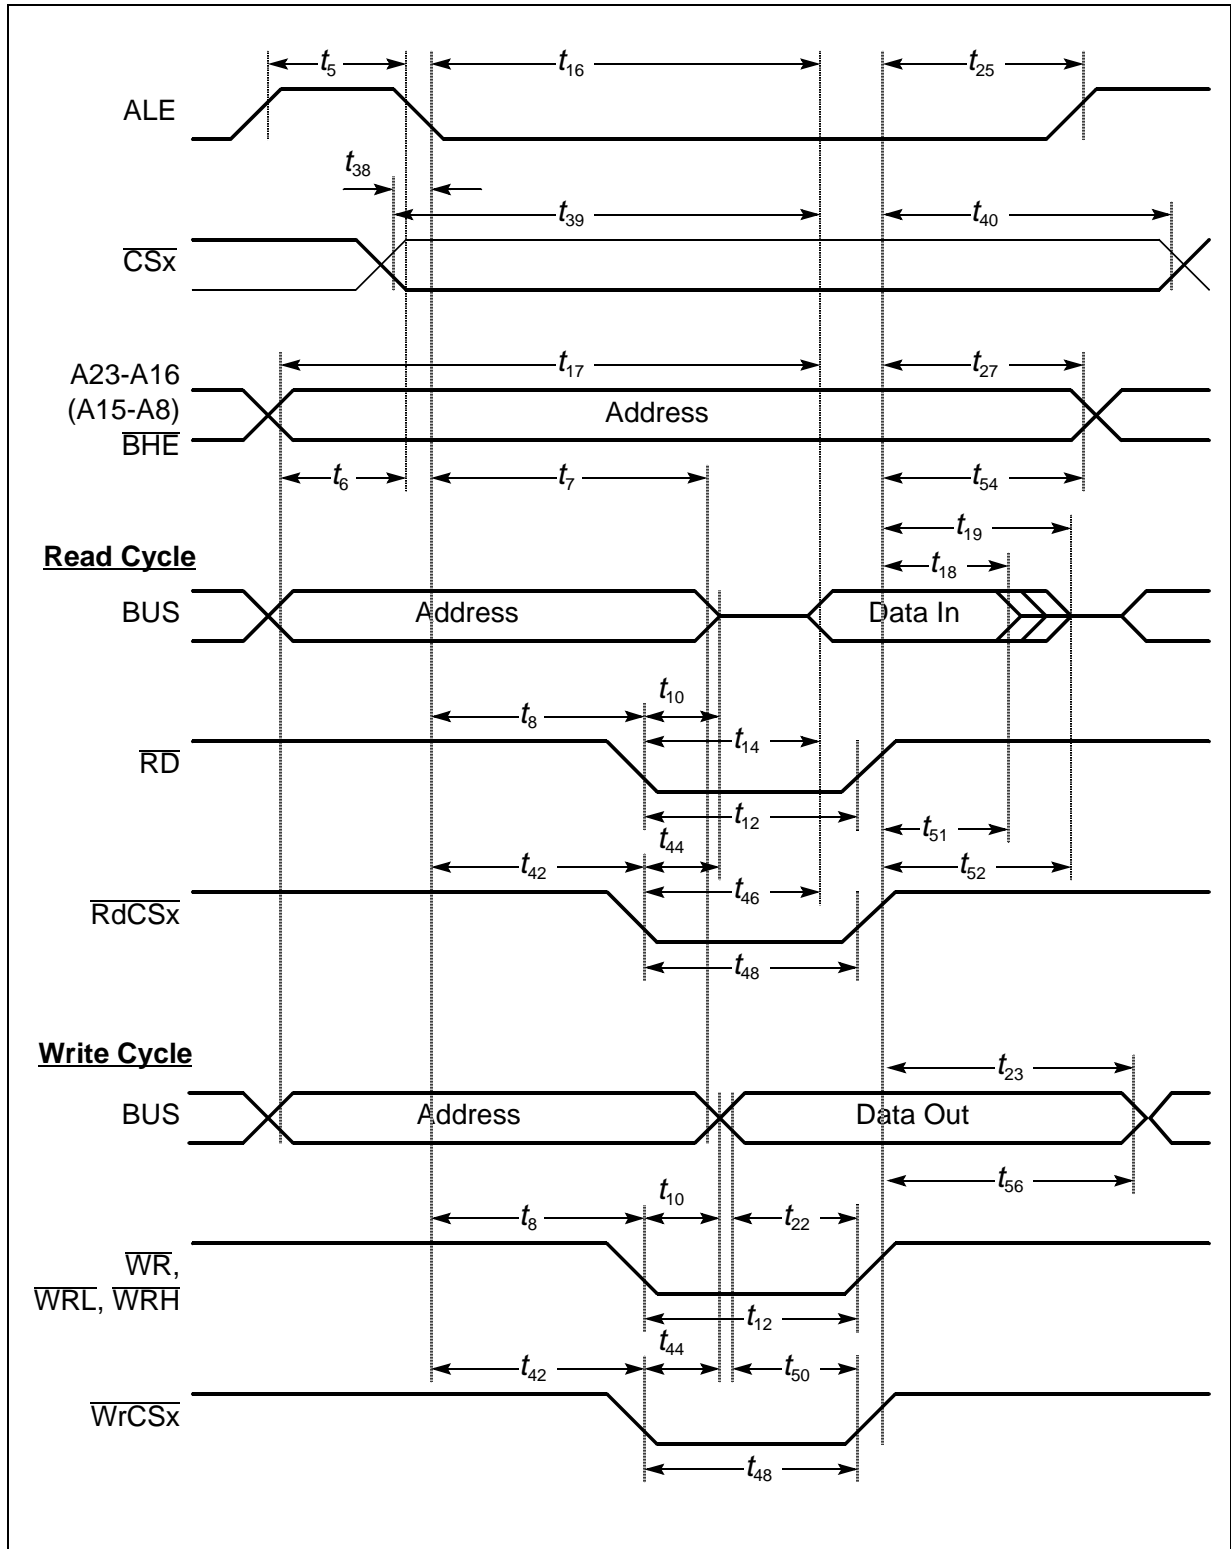 t5 t16 t25
ALE
t38
t39 t40
CSx
t17 t27
A23-A16
(A15-A8)
BHE
Address
t6 t7 t54
t19
Read Cycle
t18
BUS Address Data In
t10
t8
t14
RD
t12
t51
t44
t42 t52
t46
RdCSx
t48
Write Cycle
t23
BUS Address Data Out
t56
t10
t8 t22
WR,
WRL, WRH
t12
t44
t42 t50
WrCSx
t48